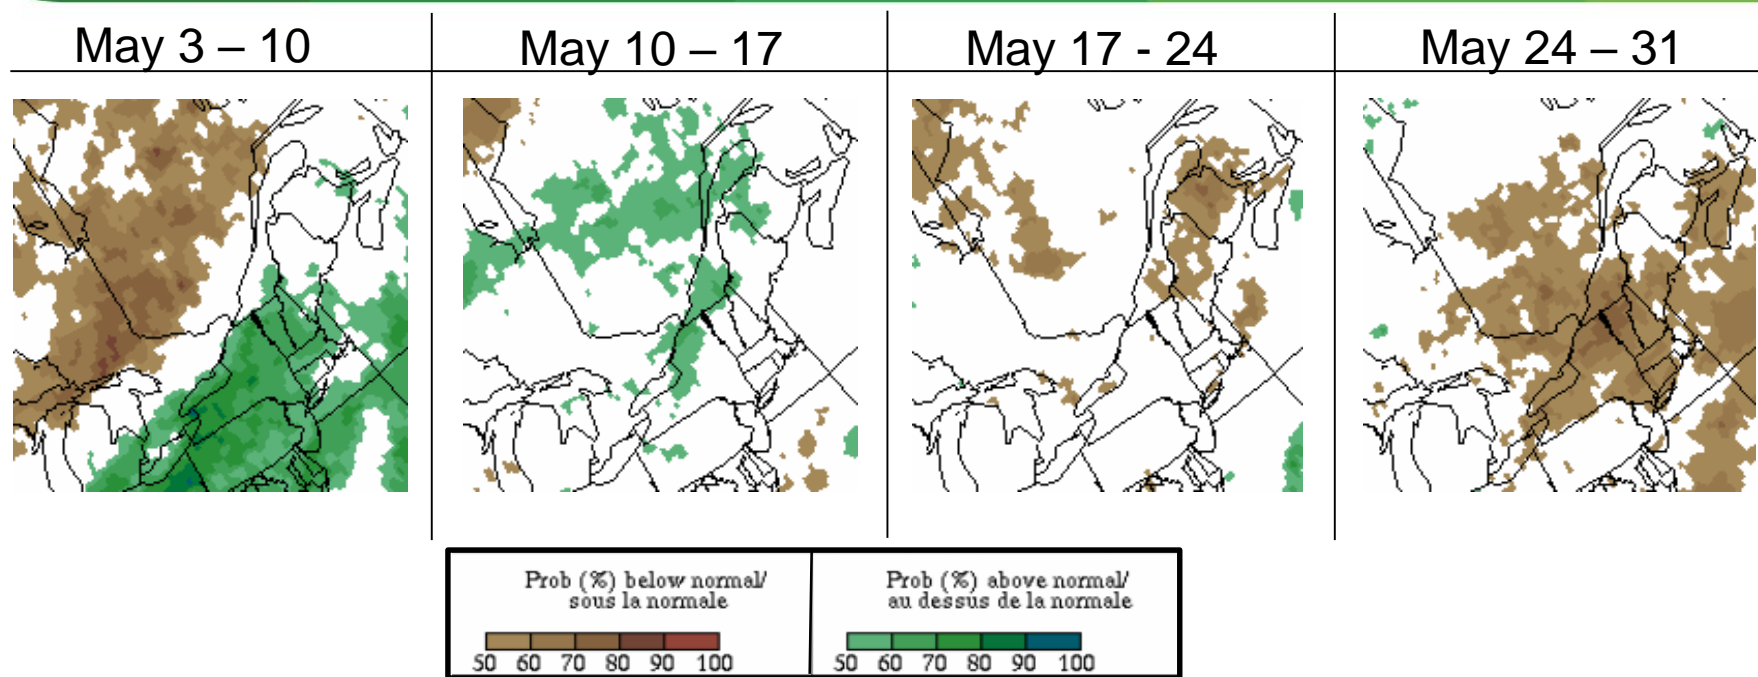 May 3 – 10
May 10 – 17
May 17 - 24
May 24 – 31
Prob (%) below normal/
sous la normale
50 60 70 80 90 100
Prob (%) above normal/
au dessus de la normale
50 60 70 80 90 100